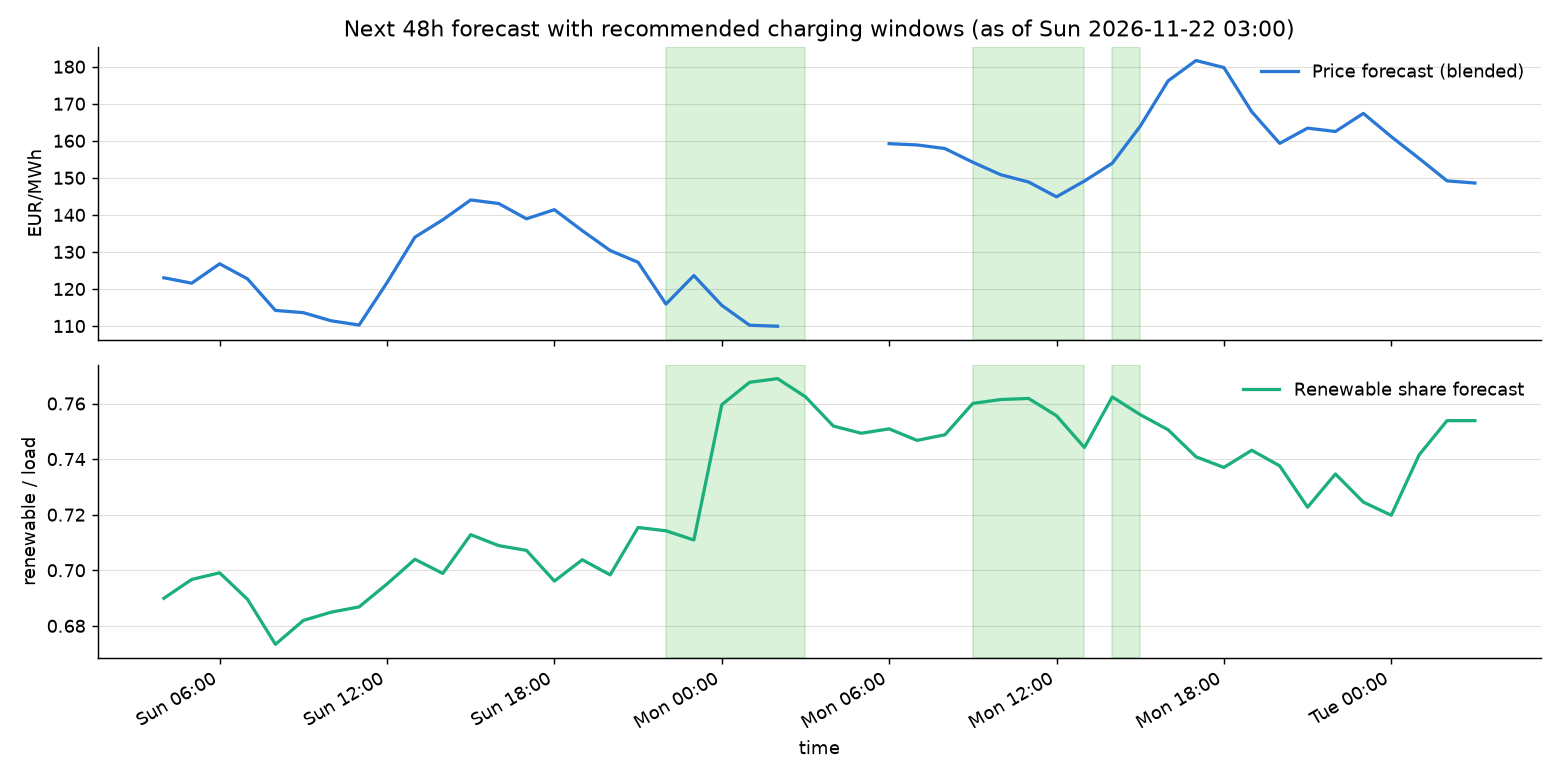 Next 48h forecast with recommended charging windows (as of Sun 2026-11-22 03:00)
Price forecast (blended)
EUR/MWh
180
170
160
150
140
130
120
110
Renewable share forecast
renewable / load
0.76
0.74
0.72
0.70
0.68
Sun 06:00
Sun 12:00
Sun 18:00
Mon 00:00
Mon 06:00
Mon 12:00
Mon 18:00
Tue 00:00
time